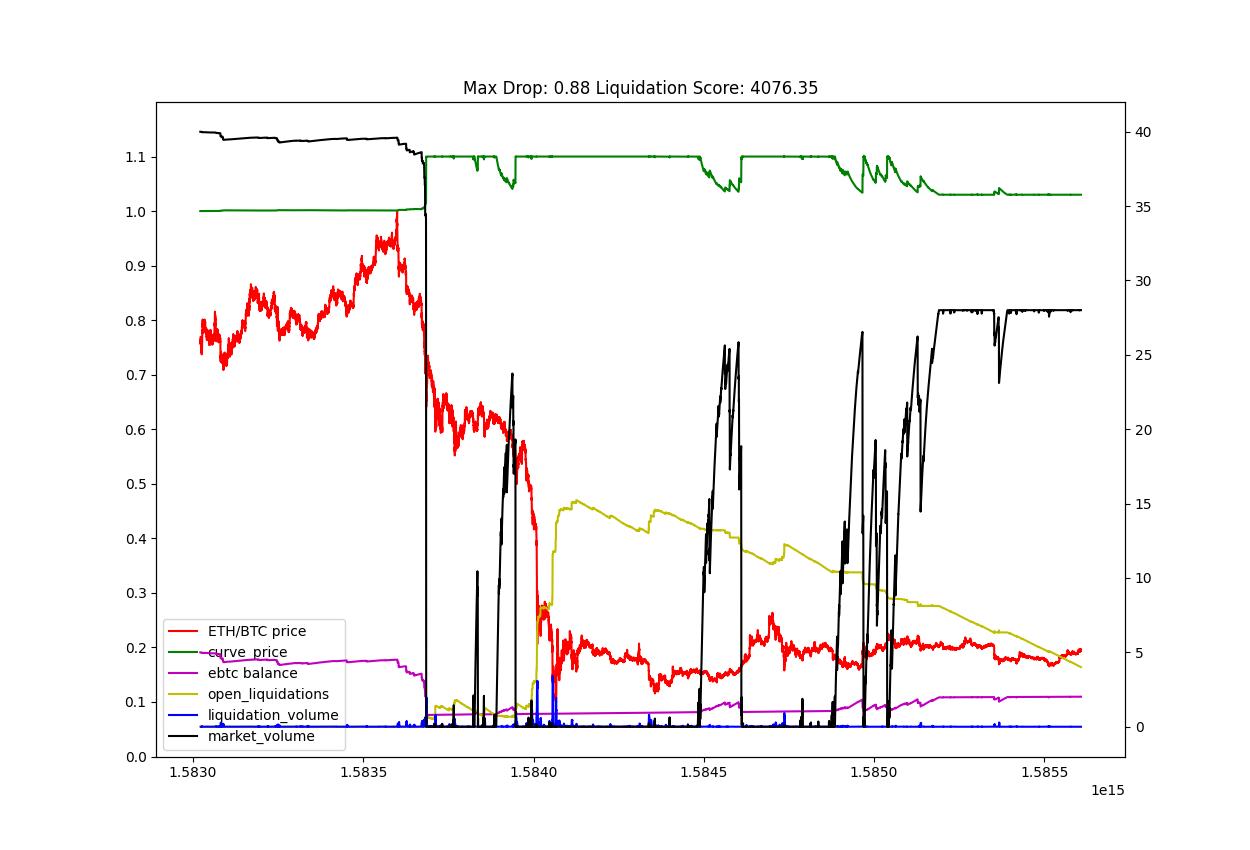 Max Drop: 0.88 Liquidation Score: 4076.35
1.1
1.0
0.9
0.8
0.7
0.6
0.5
0.4
0.3
0.2
0.1
0.0
40
35
30
25
20
15
10
5
0
ETH/BTC price
curve_price
ebtc balance
open_liquidations
liquidation_volume
market_volume
1.5830 1.5835 1.5840 1.5845 1.5850 1.5855
1e15